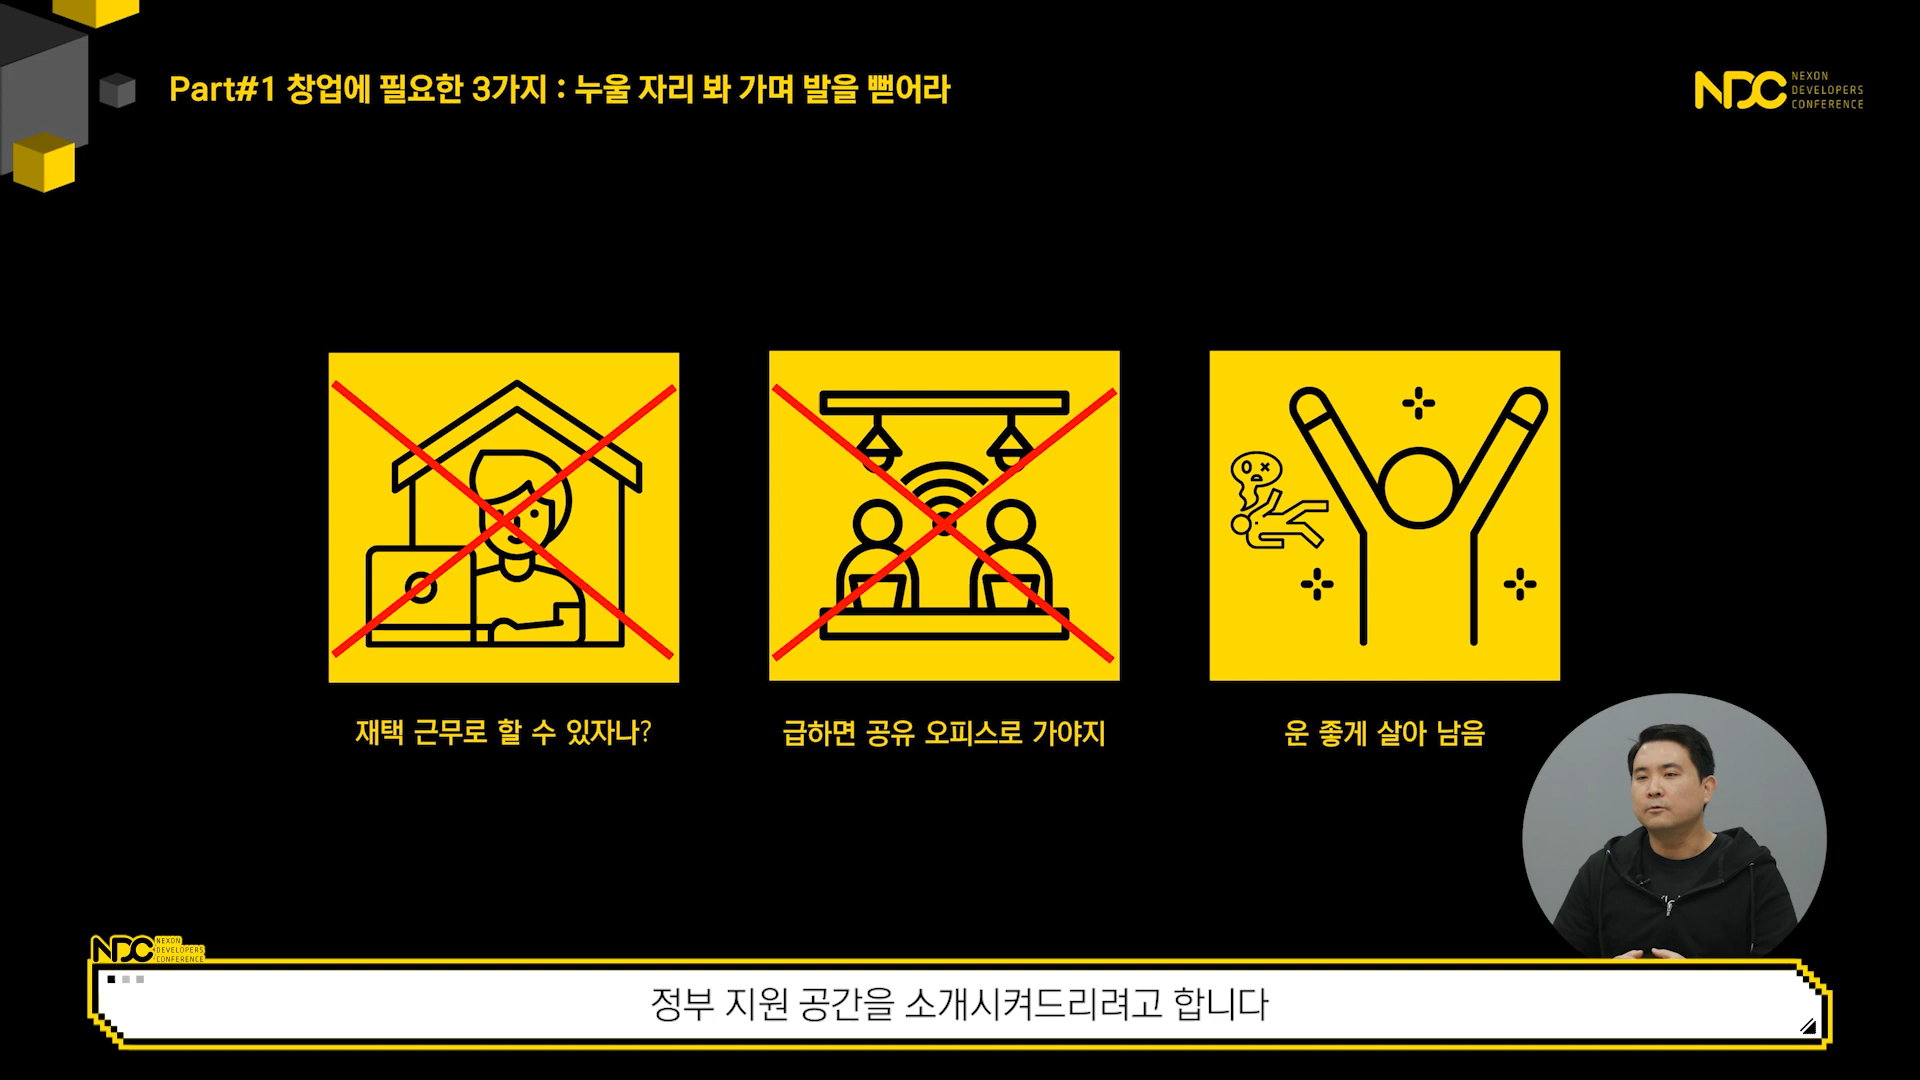 Part#1 창업에 필요한 3가지 : 누울 자리 봐 가며 발을 뻗어라
NDC NEXON
DEVELOPERS
CONFERENCE
재택 근무로 할 수 있자나?
급하면 공유 오피스로 가야지
운 좋게 살아 남음
NDC NEXON
DEVELOPERS
CONFERENCE
정부 지원 공간을 소개시켜드리려고 합니다